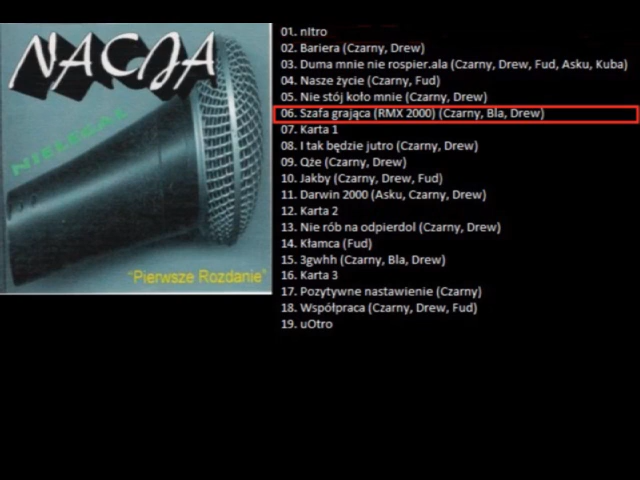 NACJA
NIELEGAL
"Pierwsze Rozdanie"
01. nItro
02. Bariera (Czarny, Drew)
03. Duma mnie nie rospier.ala (Czarny, Drew, Fud, Asku, Kuba)
04. Nasze życie (Czarny, Fud)
05. Nie stój koło mnie (Czarny, Drew)
06. Szafa grająca (RMX 2000) (Czarny, Bla, Drew)
07. Karta 1
08. I tak będzie jutro (Czarny, Drew)
09. Qże (Czarny, Drew)
10. Jakby (Czarny, Drew, Fud)
11. Darwin 2000 (Asku, Czarny, Drew)
12. Karta 2
13. Nie rób na odpierdol (Czarny, Drew)
14. Kłamca (Fud)
15. 3gwhh (Czarny, Bla, Drew)
16. Karta 3
17. Pozytywne nastawienie (Czarny)
18. Współpraca (Czarny, Drew, Fud)
19. uOtro